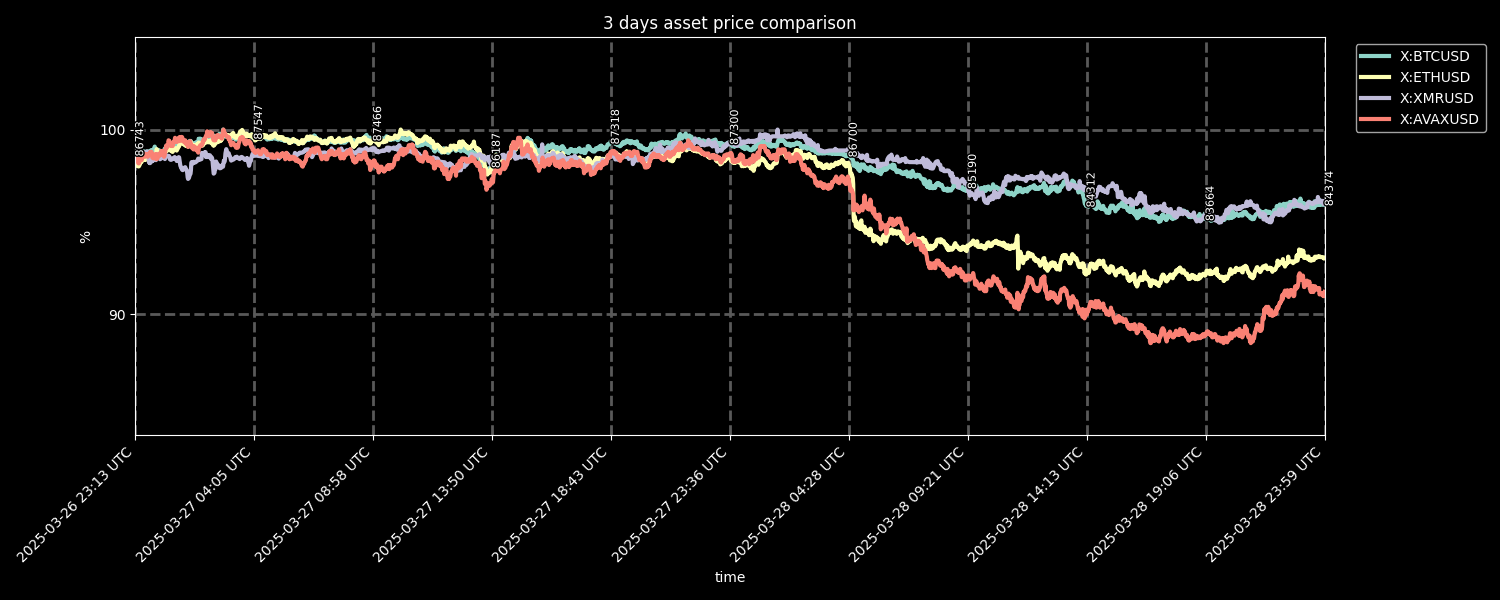 3 days asset price comparison
X:BTCUSD
X:ETHUSD
X:XMRUSD
X:AVAXUSD
100
90
%
86743
87547
87466
86187
87318
87300
86700
85190
84312
83664
84374
2025-03-26 23:13 UTC
2025-03-27 04:05 UTC
2025-03-27 08:58 UTC
2025-03-27 13:50 UTC
2025-03-27 18:43 UTC
2025-03-27 23:36 UTC
2025-03-28 04:28 UTC
2025-03-28 09:21 UTC
2025-03-28 14:13 UTC
2025-03-28 19:06 UTC
2025-03-28 23:59 UTC
time